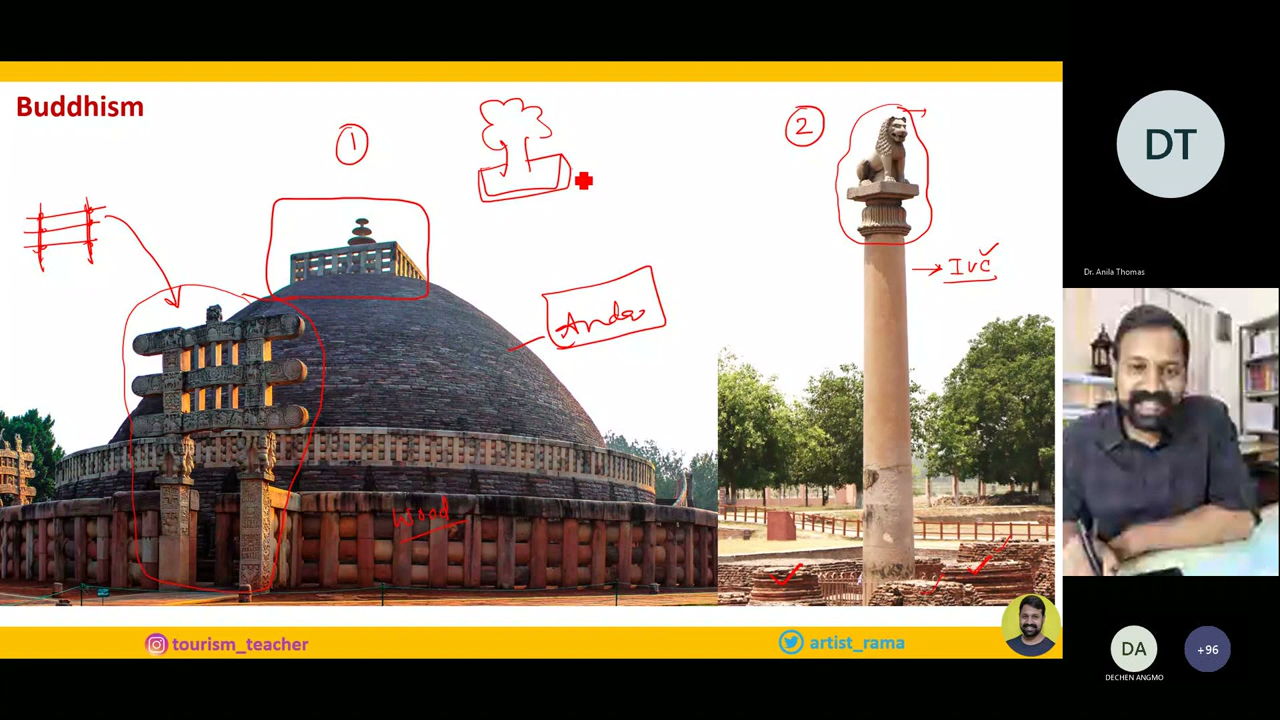 Buddhism
1
2
IVC
Anda
Wood
tourism_teacher
artist_rama
DT
Dr. Anila Thomas
DA
DECHEN ANGMO
+96